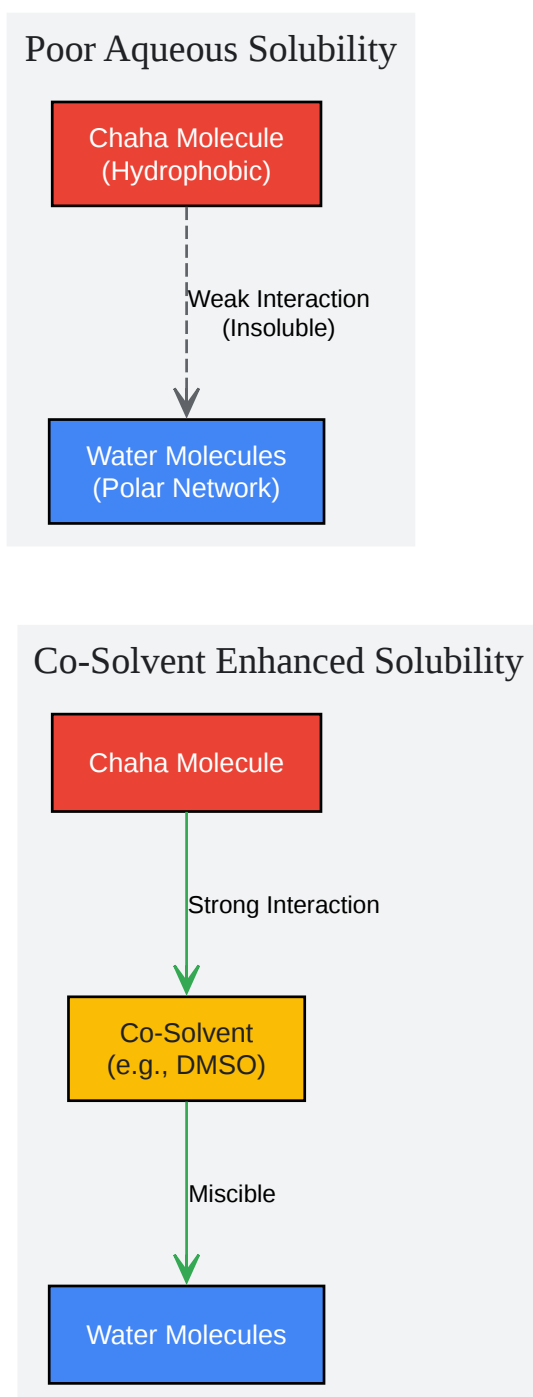 Poor Aqueous Solubility
Chaha Molecule
(Hydrophobic)
Weak Interaction
(Insoluble)
Water Molecules
(Polar Network)
Co-Solvent Enhanced Solubility
Chaha Molecule
Strong Interaction
Co-Solvent
(e.g., DMSO)
Miscible
Water Molecules